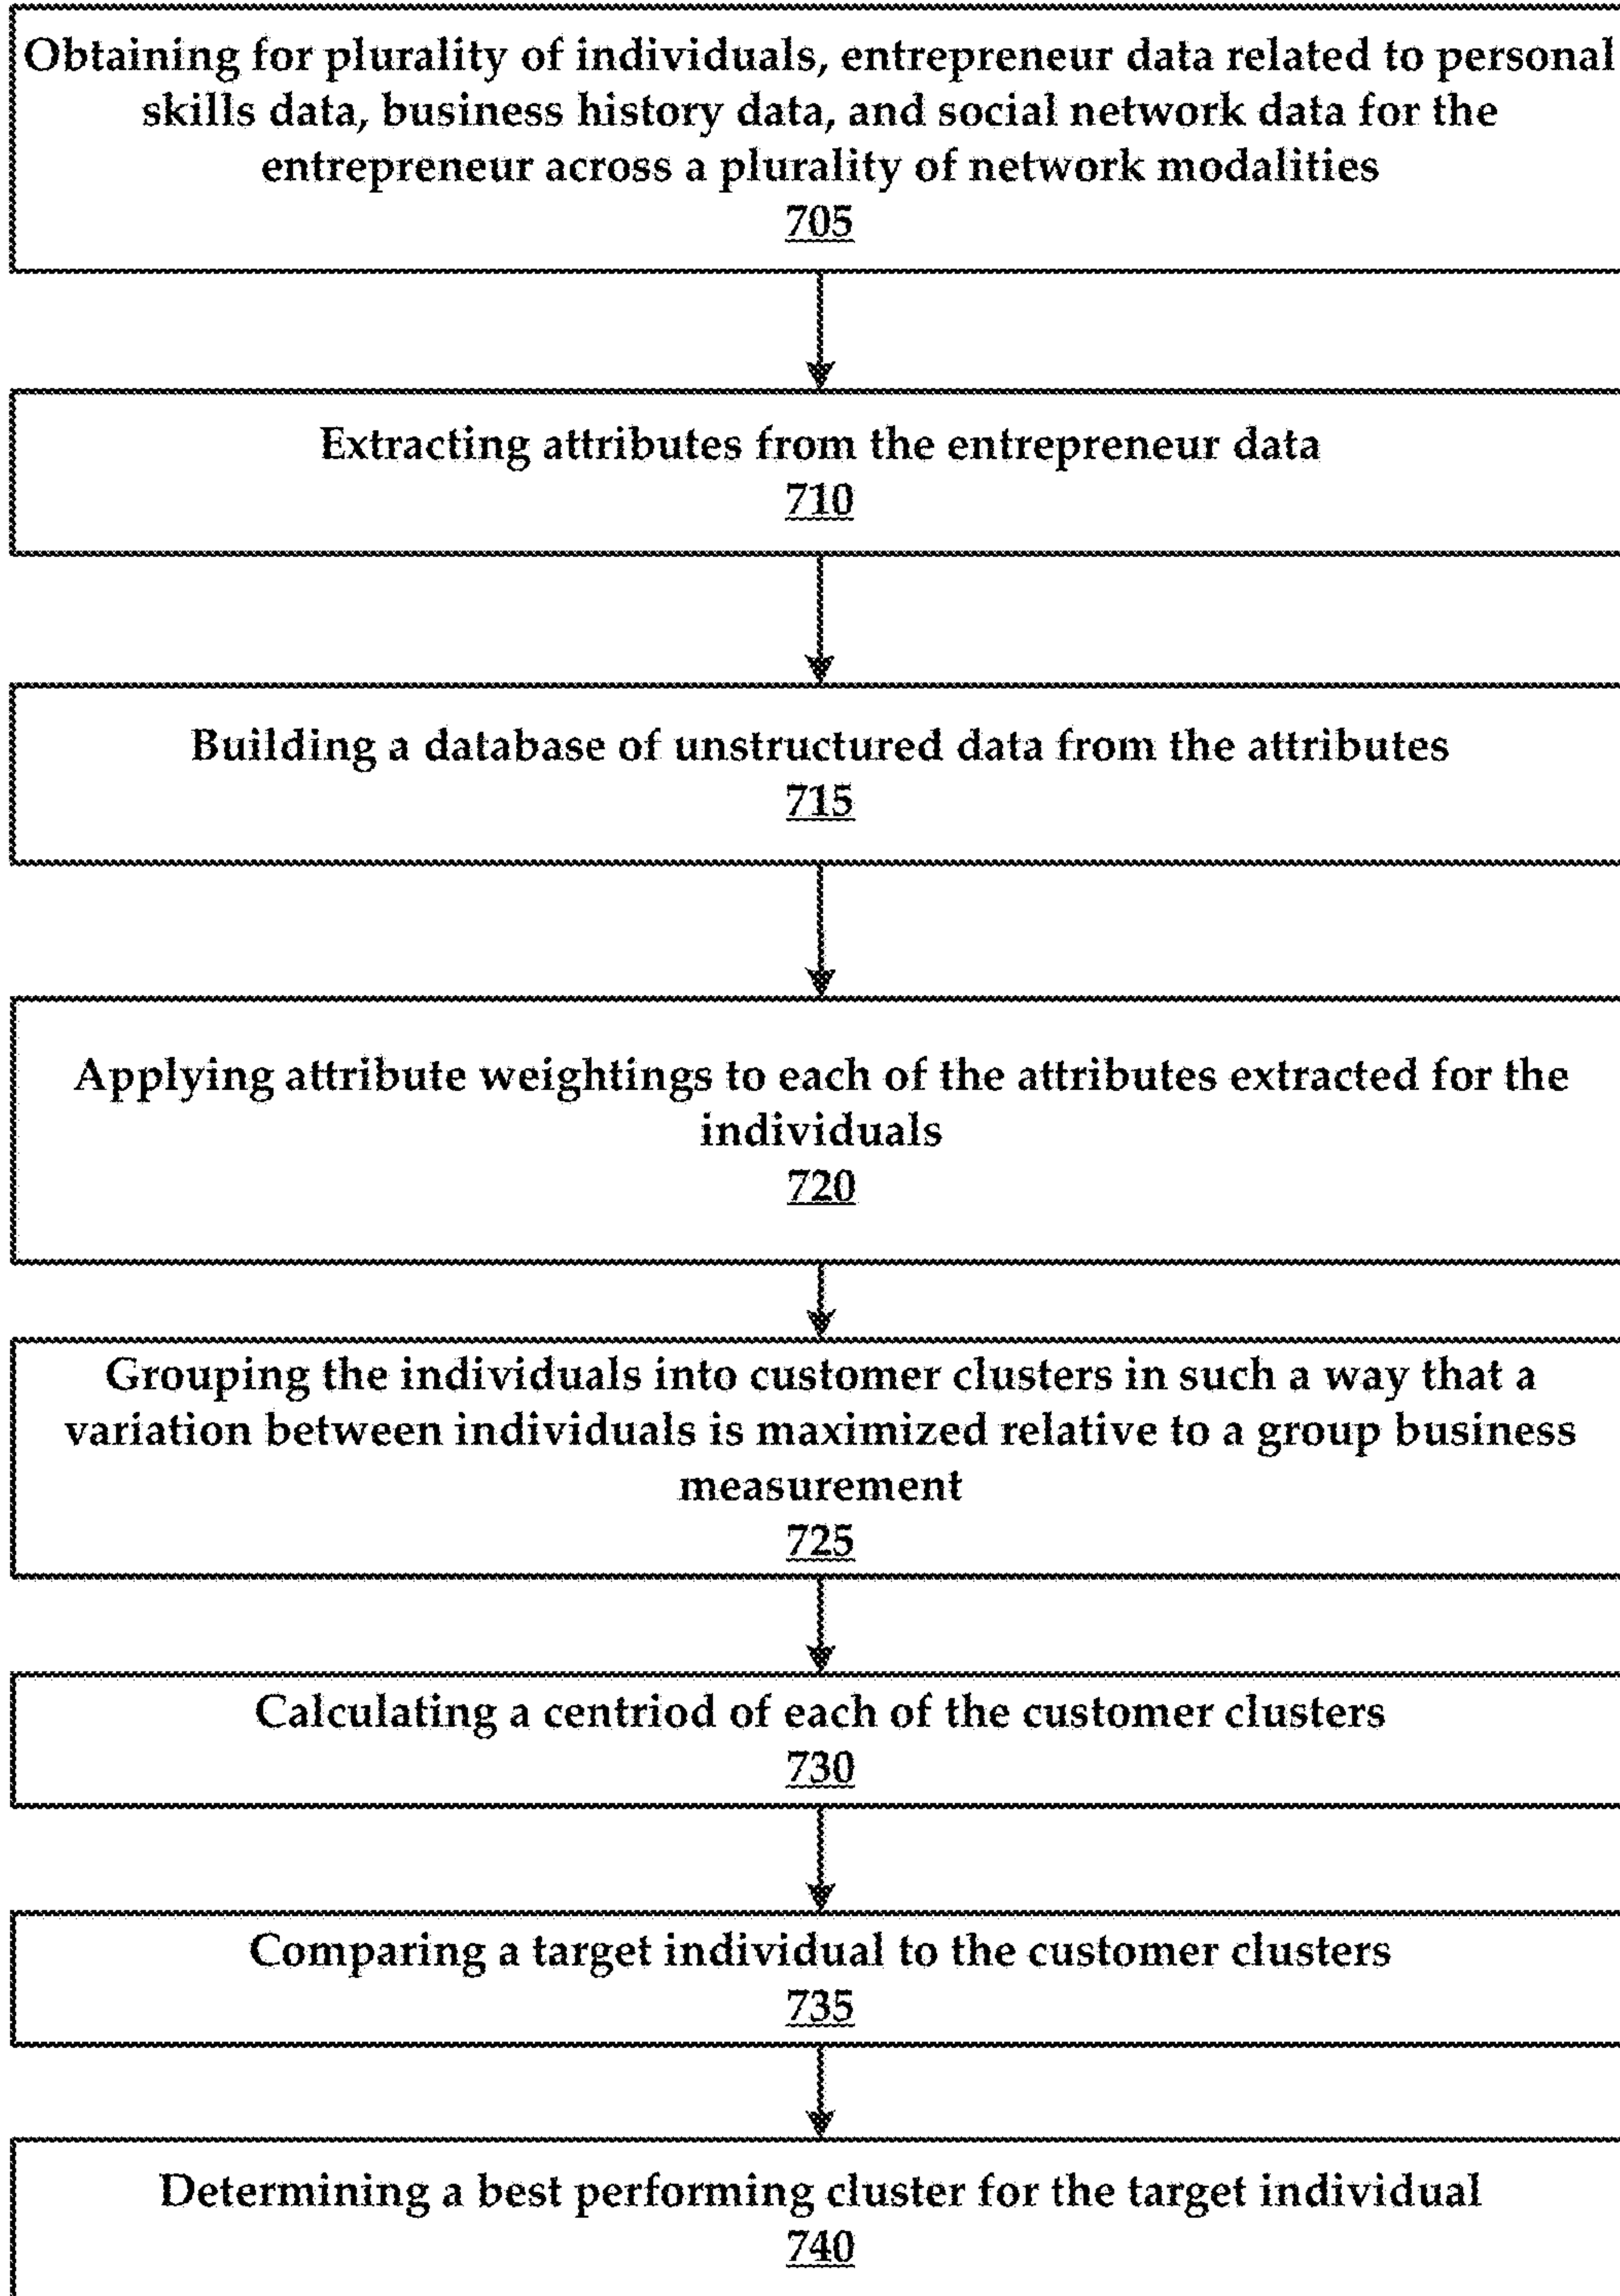 Obtaining for plurality of individuals, entrepreneur data related to personal
skills data, business history data, and social network data for the
entrepreneur across a plurality of network modalities
705
Extracting attributes from the entrepreneur data
710
Building a database of unstructured data from the attributes
715
Applying attribute weightings to each of the attributes extracted for the
individuals
720
Grouping the individuals into customer clusters in such a way that a
variation between individuals is maximized relative to a group business
measurement
725
Calculating a centriod of each of the customer clusters
730
Comparing a target individual to the customer clusters
735
Determining a best performing cluster for the target individual
740